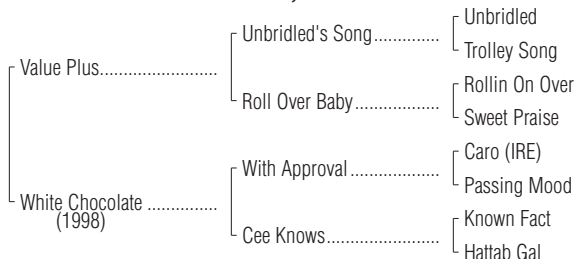 Unbridled
Unbridled's Song..............
Trolley Song
Value Plus.........................
Rollin On Over
Roll Over Baby..................
Sweet Praise
Caro (IRE)
With Approval...................
Passing Mood
White Chocolate...............
(1998)
Known Fact
Cee Knows........................
Hattab Gal